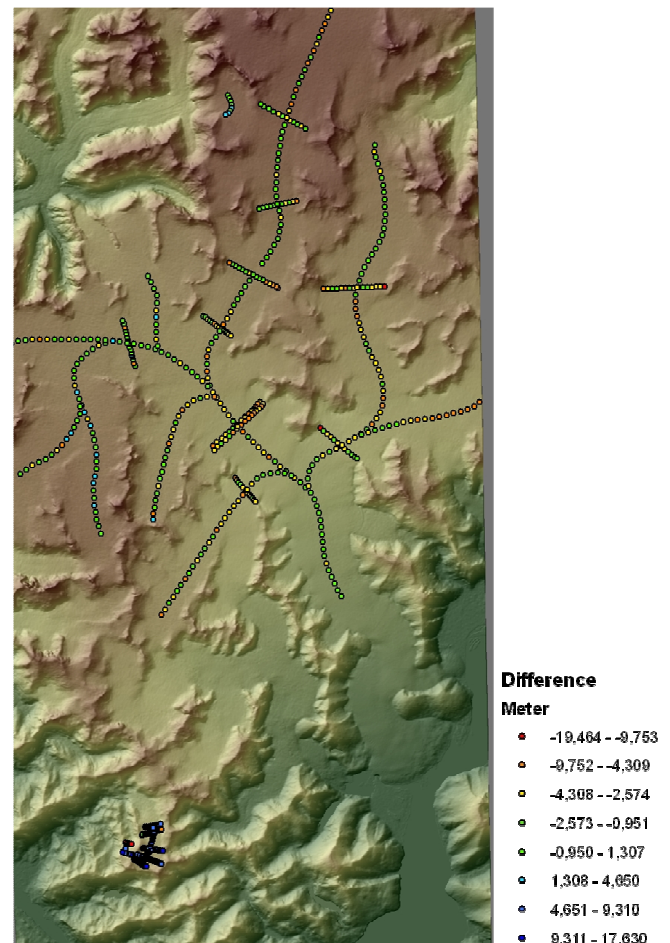 Difference
Meter
-19,464 - -9,753
-9,752 - -4,309
-4,308 - -2,574
-2,573 - -0,951
-0,950 - 1,307
1,308 - 4,650
4,651 - 9,310
9,311 - 17,630